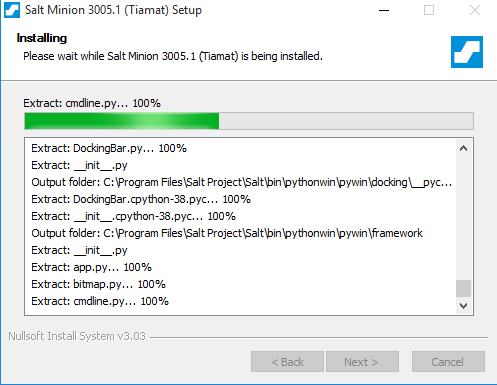 Salt Minion 3005.1 (Tiamat) Setup
Installing
Please wait while Salt Minion 3005.1 (Tiamat) is being installed.
Extract: cmdline.py... 100%
Extract: DockingBar.py... 100%
Extract: __init__.py
Output folder: C:\Program Files\Salt Project\Salt\bin\pythonwin\pywin\docking\__pyc...
Extract: DockingBar.cpython-38.pyc... 100%
Extract: __init__.cpython-38.pyc... 100%
Output folder: C:\Program Files\Salt Project\Salt\bin\pythonwin\pywin\framework
Extract: __init__.py
Extract: app.py... 100%
Extract: bitmap.py... 100%
Extract: cmdline.py... 100%
Nullsoft Install System v3.03
< Back Next > Cancel